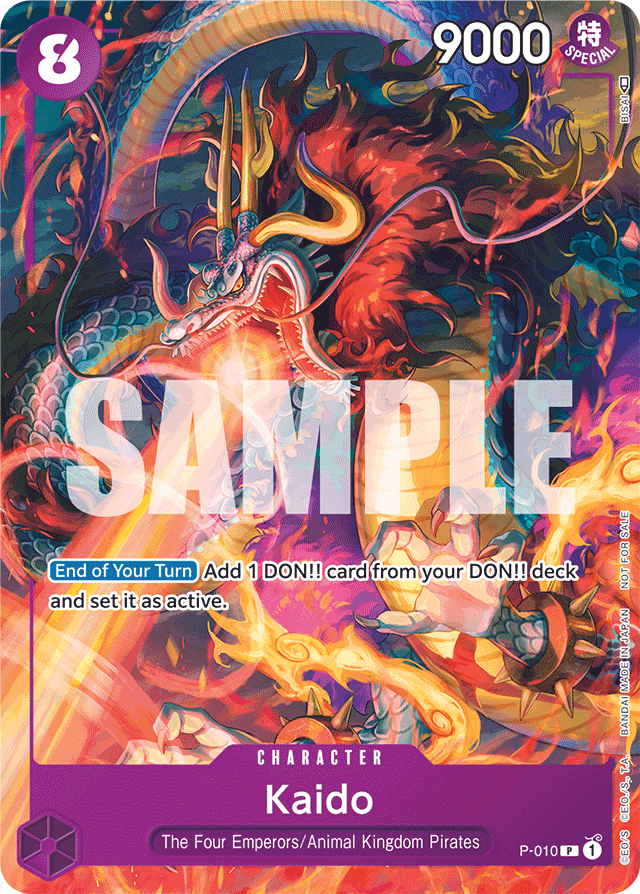 8
9000
特
SPECIAL
BISAI
SAMPLE
End of Your Turn Add 1 DON!! card from your DON!! deck
and set it as active.
CHARACTER
Kaido
The Four Emperors/Animal Kingdom Pirates
P-010 P 1
©E.O/S ©E.O./S., T.A. BANDAI MADE IN JAPAN NOT FOR SALE